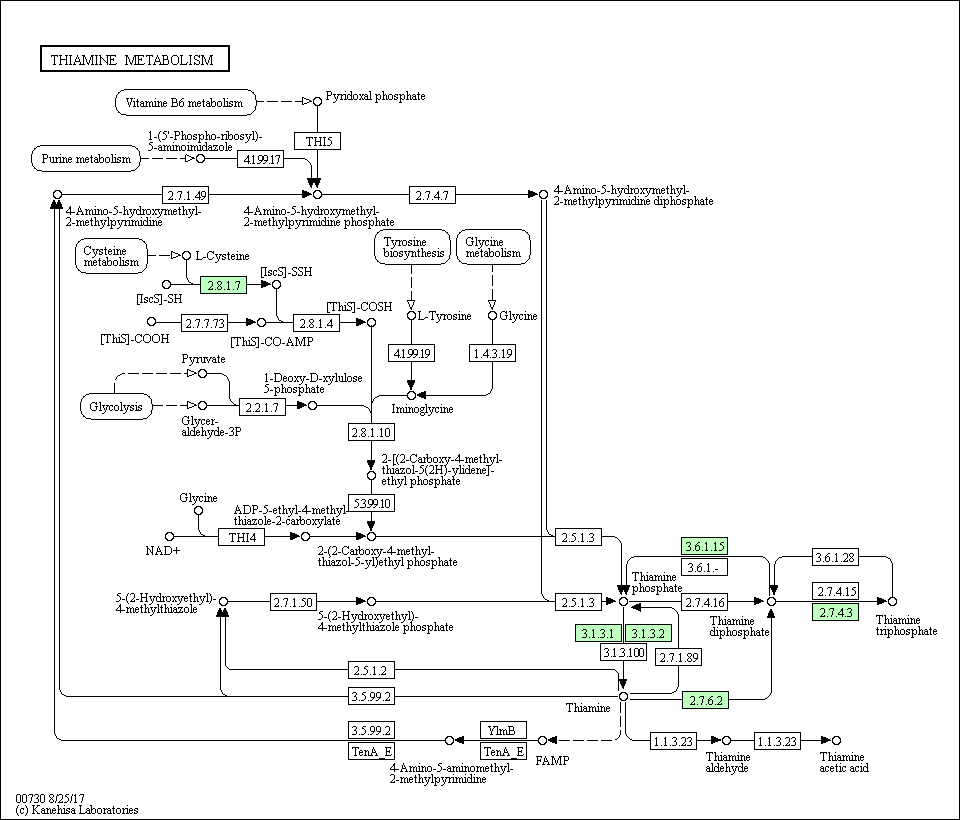 THIAMINE METABOLISM
Vitamine B6 metabolism
Pyridoxal phosphate
1-(5'-Phospho-ribosyl)-
5-aminoimidazole
THI5
Purine metabolism
4.1.99.17
2.7.1.49
2.7.4.7
4-Amino-5-hydroxymethyl-
2-methylpyrimidine diphosphate
4-Amino-5-hydroxymethyl-
2-methylpyrimidine
4-Amino-5-hydroxymethyl-
2-methylpyrimidine phosphate
Cysteine
metabolism
L-Cysteine
Tyrosine
biosynthesis
Glycine
metabolism
[IscS]-SSH
2.8.1.7
[IscS]-SH
[ThiS]-COSH
L-Tyrosine
Glycine
2.7.7.73
2.8.1.4
[ThiS]-COOH
[ThiS]-CO-AMP
4.1.99.19
1.4.3.19
Pyruvate
1-Deoxy-D-xylulose
5-phosphate
Glycolysis
2.2.1.7
Iminoglycine
Glycer-
aldehyde-3P
2.8.1.10
2-[(2-Carboxy-4-methyl-
thiazol-5(2H)-ylidene]-
ethyl phosphate
Glycine
5.3.99.10
ADP-5-ethyl-4-methyl
thiazole-2-carboxylate
NAD+
THI4
2.5.1.3
2-(2-Carboxy-4-methyl-
thiazol-5-yl)ethyl phosphate
3.6.1.15
3.6.1.-
3.6.1.28
Thiamine
phosphate
5-(2-Hydroxyethyl)-
4-methylthiazole
2.7.1.50
2.5.1.3
2.7.4.16
2.7.4.15
2.7.4.3
5-(2-Hydroxyethyl)-
4-methylthiazole phosphate
Thiamine
diphosphate
Thiamine
triphosphate
3.1.3.1
3.1.3.2
3.1.3.100
2.7.1.89
2.5.1.2
3.5.99.2
Thiamine
2.7.6.2
3.5.99.2
TenA_E
YlmB
TenA_E
FAMP
1.1.3.23
1.1.3.23
4-Amino-5-aminomethyl-
2-methylpyrimidine
Thiamine
aldehyde
Thiamine
acetic acid
00730 8/25/17
(c) Kanehisa Laboratories